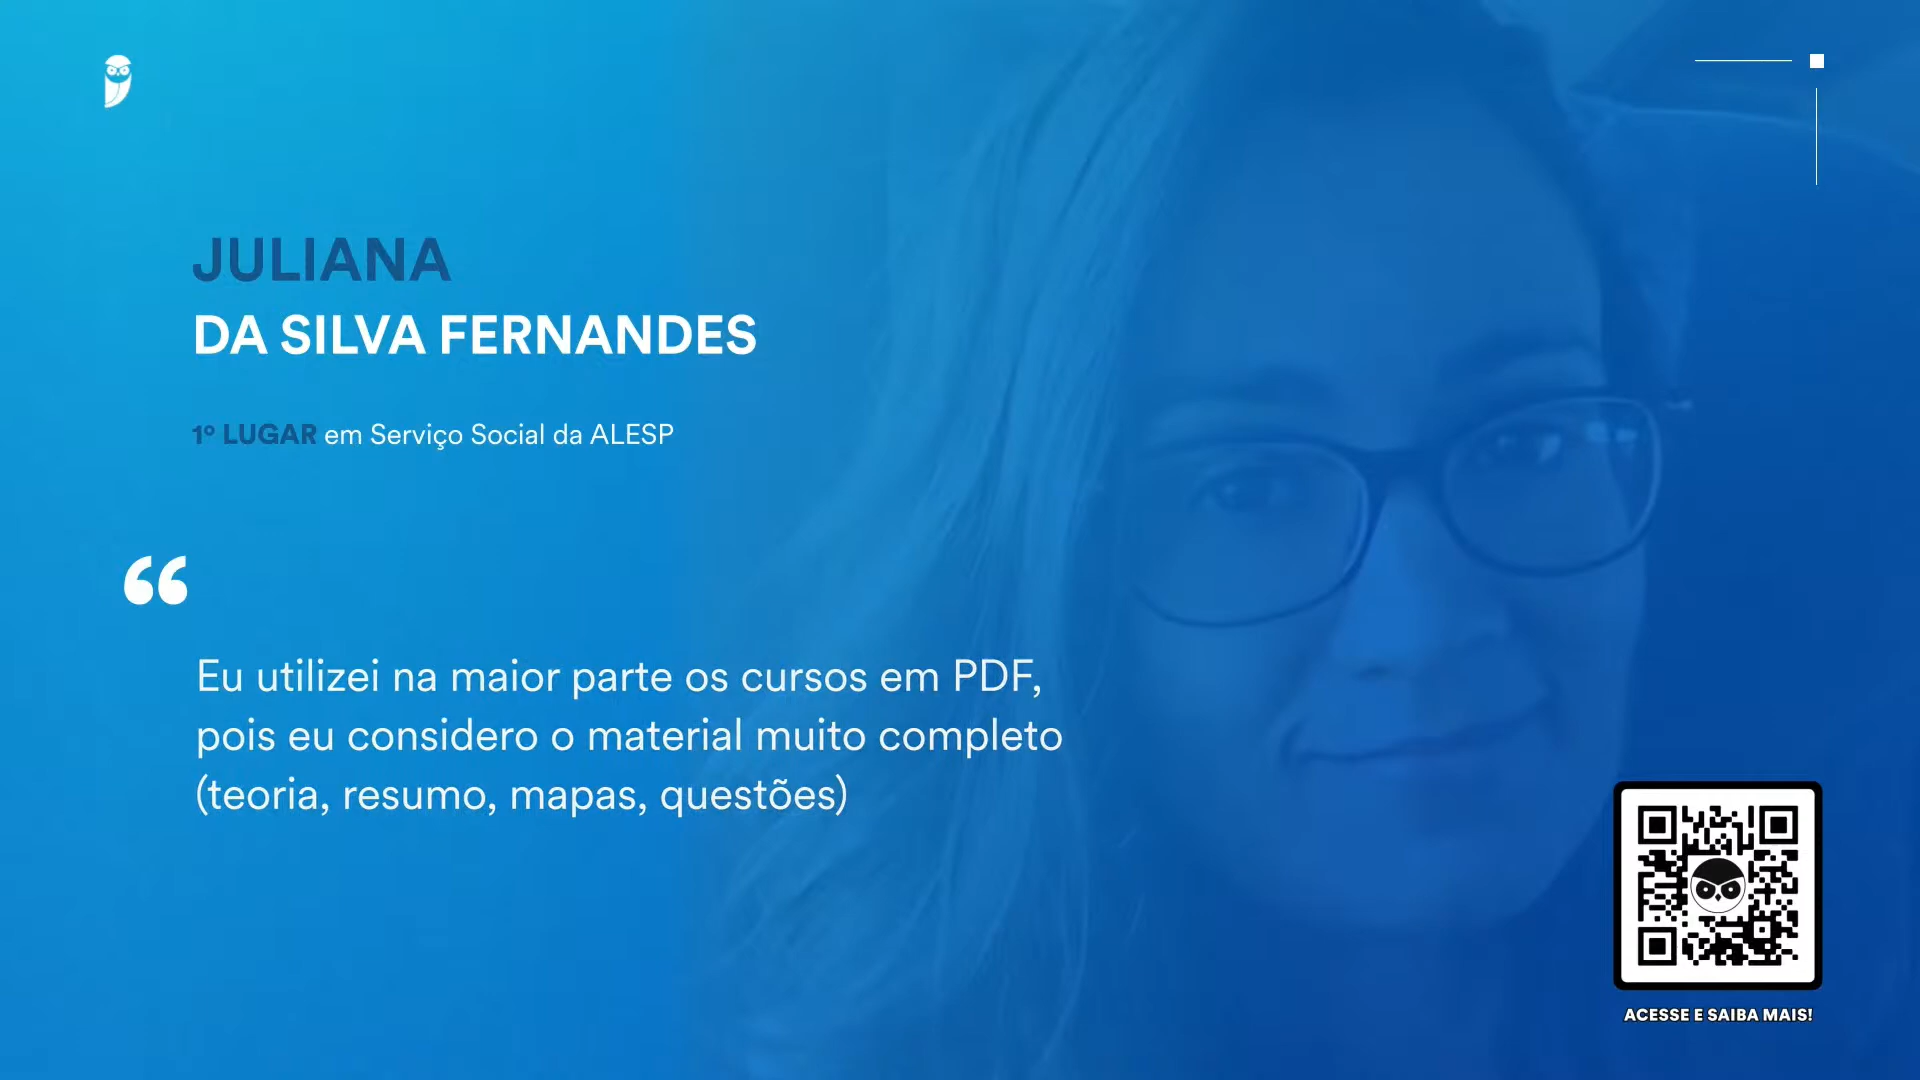 JULIANA
DA SILVA FERNANDES
1º LUGAR em Serviço Social da ALESP
“
Eu utilizei na maior parte os cursos em PDF,
pois eu considero o material muito completo
(teoria, resumo, mapas, questões)
ACESSE E SAIBA MAIS!